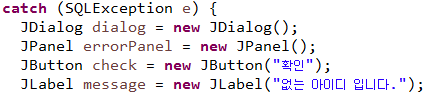 catch (SQLException e) {
JDialog dialog = new JDialog();
JPanel errorPanel = new JPanel();
JButton check = new JButton("확인");
JLabel message = new JLabel("없는 아이디 입니다.");